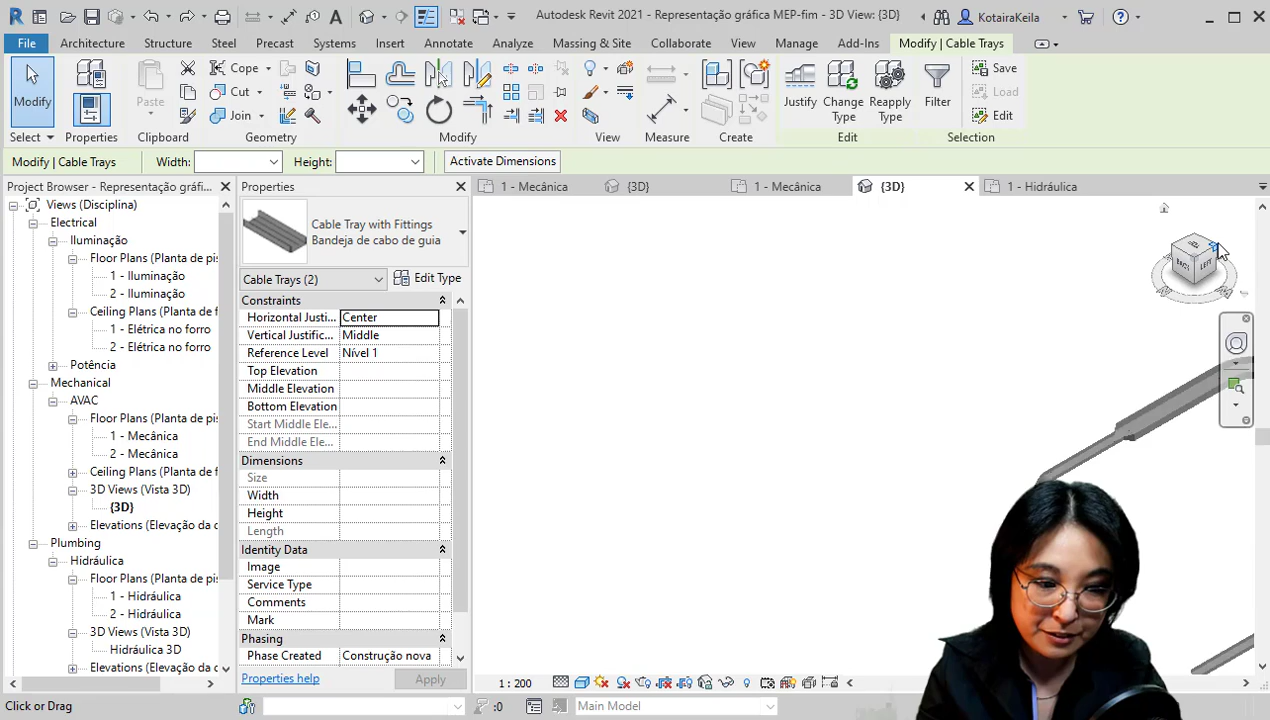 Autodesk Revit 2021 - Representação gráfica MEP-fim - 3D View: {3D}
KotairaKeila
File
Architecture
Structure
Steel
Precast
Systems
Insert
Annotate
Analyze
Massing & Site
Collaborate
View
Manage
Add-Ins
Modify | Cable Trays
Modify
Properties
Paste
Cope
Cut
Join
Justify
Change Type
Reapply Type
Filter
Save
Load
Edit
Select
Properties
Clipboard
Geometry
Modify
View
Measure
Create
Edit
Selection
Modify | Cable Trays
Width:
Height:
Activate Dimensions
Project Browser - Representação gráfi...
Views (Disciplina)
Electrical
Iluminação
Floor Plans (Planta de pis
1 - Iluminação
2 - Iluminação
Ceiling Plans (Planta de f
1 - Elétrica no forro
2 - Elétrica no forro
Potência
Mechanical
AVAC
Floor Plans (Planta de pis
1 - Mecânica
2 - Mecânica
Ceiling Plans (Planta de f
3D Views (Vista 3D)
{3D}
Elevations (Elevação da c
Plumbing
Hidráulica
Floor Plans (Planta de pis
1 - Hidráulica
2 - Hidráulica
3D Views (Vista 3D)
Hidráulica 3D
Elevations (Elevação da c
Properties
Cable Tray with Fittings
Bandeja de cabo de guia
Cable Trays (2)
Edit Type
Constraints
Horizontal Justi... Center
Vertical Justific... Middle
Reference Level Nível 1
Top Elevation
Middle Elevation
Bottom Elevation
Start Middle Ele...
End Middle Ele...
Dimensions
Size
Width
Height
Length
Identity Data
Image
Service Type
Comments
Mark
Phasing
Phase Created Construção nova
Properties help
Apply
1 - Mecânica
{3D}
1 - Mecânica
{3D}
1 - Hidráulica
BACK
LEFT
1 : 200
Click or Drag
:0
Main Model